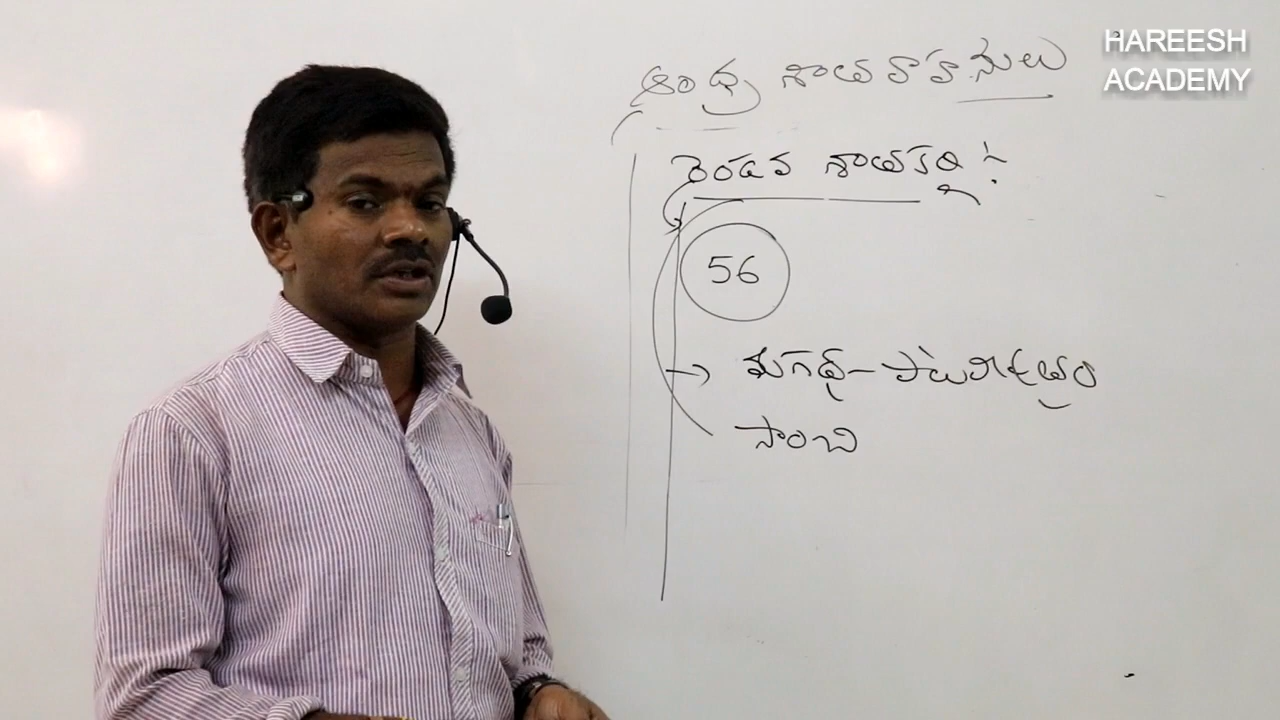 HAREESH
ACADEMY
ఆంధ్ర శాతవాహనులు
రెండవ శాతకర్ణి :-
56
→ మగధ - పాటలీపుత్రం
సాంచి